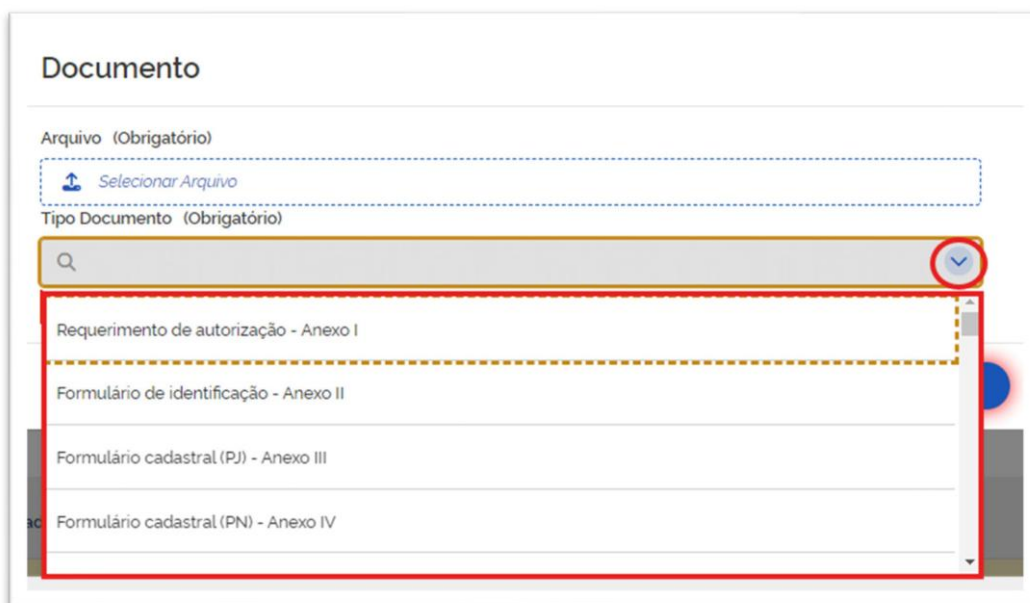 Documento
Arquivo (Obrigatório)
Selecionar Arquivo
Tipo Documento (Obrigatório)
Requerimento de autorização - Anexo I
Formulário de identificação - Anexo II
Formulário cadastral (PJ) - Anexo III
Formulário cadastral (PN) - Anexo IV